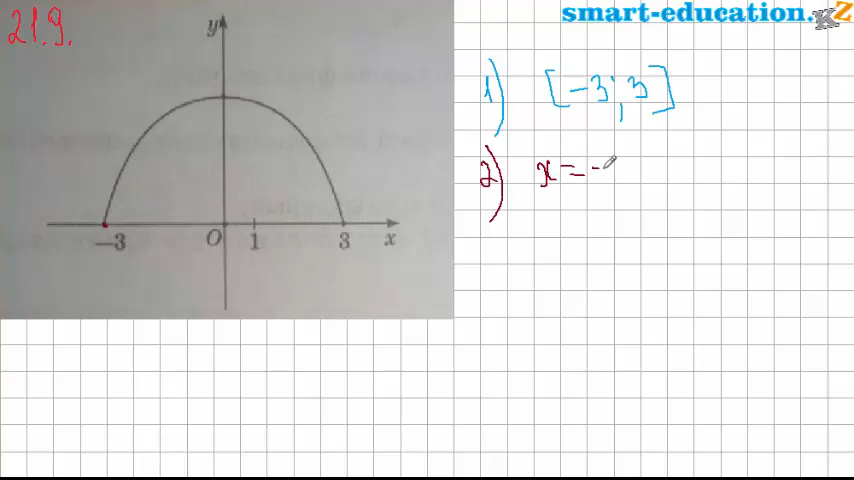 smart-education.kz
21.9.
y
1) [-3; 3]
2) x = -
-3 O 1 3 x